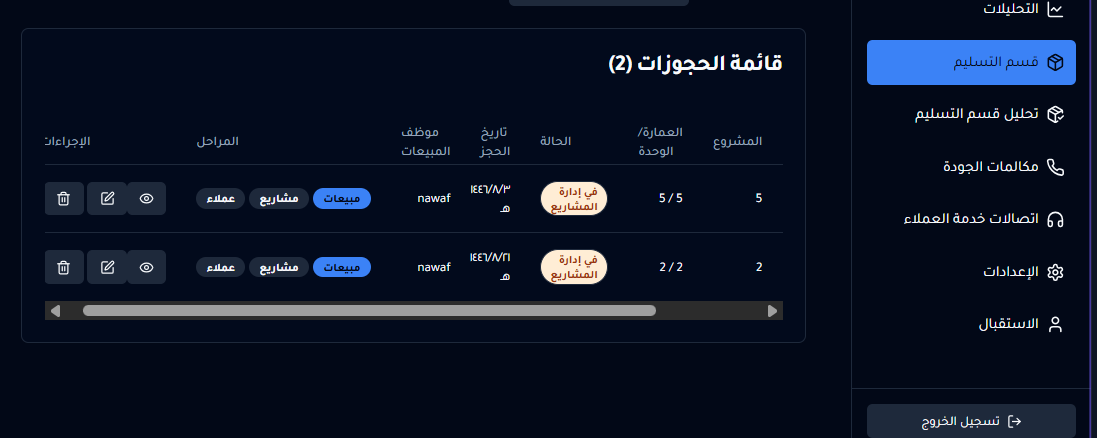 التحليلات
قسم التسليم
تحليل قسم التسليم
مكالمات الجودة
اتصالات خدمة العملاء
الإعدادات
الاستقبال
تسجيل الخروج
قائمة الحجوزات (2)
المشروع
العمارة/
الوحدة
الحالة
تاريخ
الحجز
موظف
المبيعات
المراحل
الإجراءات
5
5 / 5
في إدارة
المشاريع
١٤٤٦/٨/٣
هـ
nawaf
مبيعات مشاريع عملاء
2
2 / 2
في إدارة
المشاريع
١٤٤٦/٨/٢١
هـ
nawaf
مبيعات مشاريع عملاء